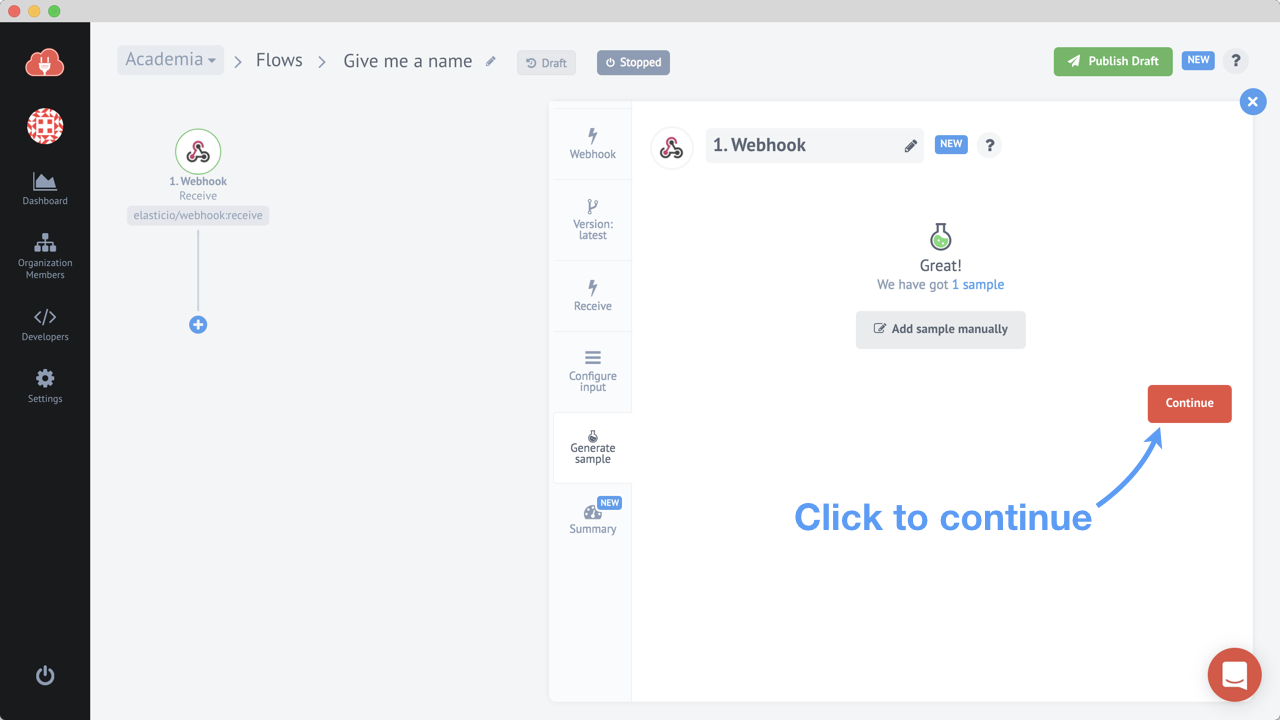 Academia
Flows
Give me a name
Draft
Stopped
Publish Draft
NEW
?
Dashboard
Organization
Members
Developers
Settings
1. Webhook
Receive
elasticio/webhook:receive
Webhook
Version:
latest
Receive
Configure
input
Generate
sample
NEW
Summary
1. Webhook
NEW
?
Great!
We have got 1 sample
Add sample manually
Continue
Click to continue